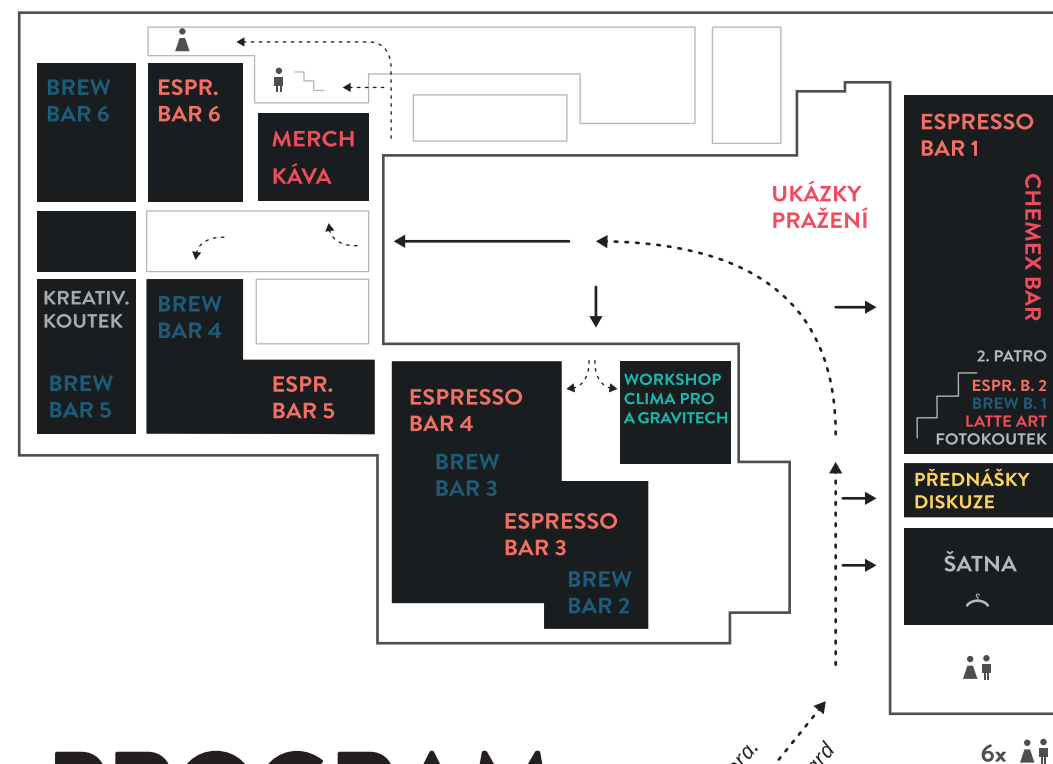 BREW
BAR 6
ESPR.
BAR 6
MERCH
KÁVA
KREATIV.
KOUTEK
BREW
BAR 5
BREW
BAR 4
ESPR.
BAR 5
ESPRESSO
BAR 4
BREW
BAR 3
ESPRESSO
BAR 3
BREW
BAR 2
WORKSHOP
CLIMA PRO
A GRAVITECH
UKÁZKY
PRAŽENÍ
ESPRESSO
BAR 1
CHEMEX BAR
2. PATRO
ESPR. B. 2
BREW B. 1
LATTE ART
FOTOKOUTEK
PŘEDNÁŠKY
DISKUZE
ŠATNA
6x
PROGRAM